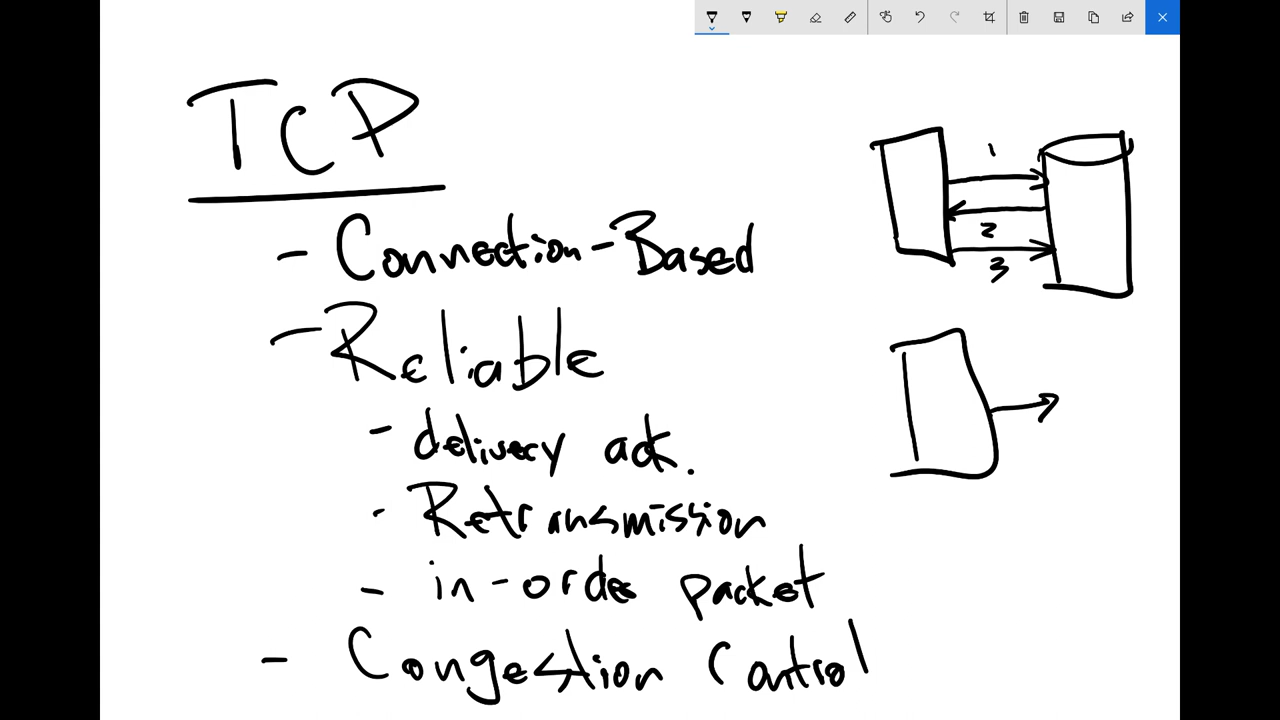 TCP
- Connection-Based
- Reliable
- delivery ack.
- Retransmission
- in-order packet
- Congestion Control
1
2
3